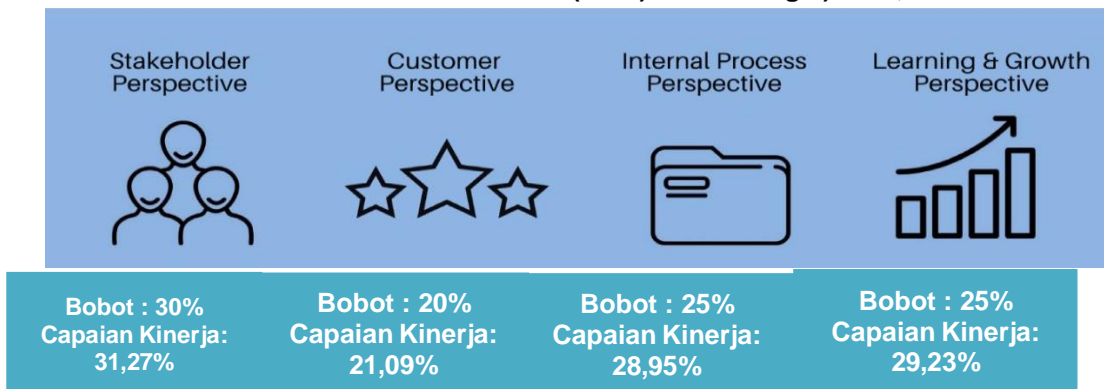 Stakeholder
Perspective
Customer
Perspective
Internal Process
Perspective
Learning & Growth
Perspective
Bobot : 30%
Capaian Kinerja:
31,27%
Bobot : 20%
Capaian Kinerja:
21,09%
Bobot : 25%
Capaian Kinerja:
28,95%
Bobot : 25%
Capaian Kinerja:
29,23%